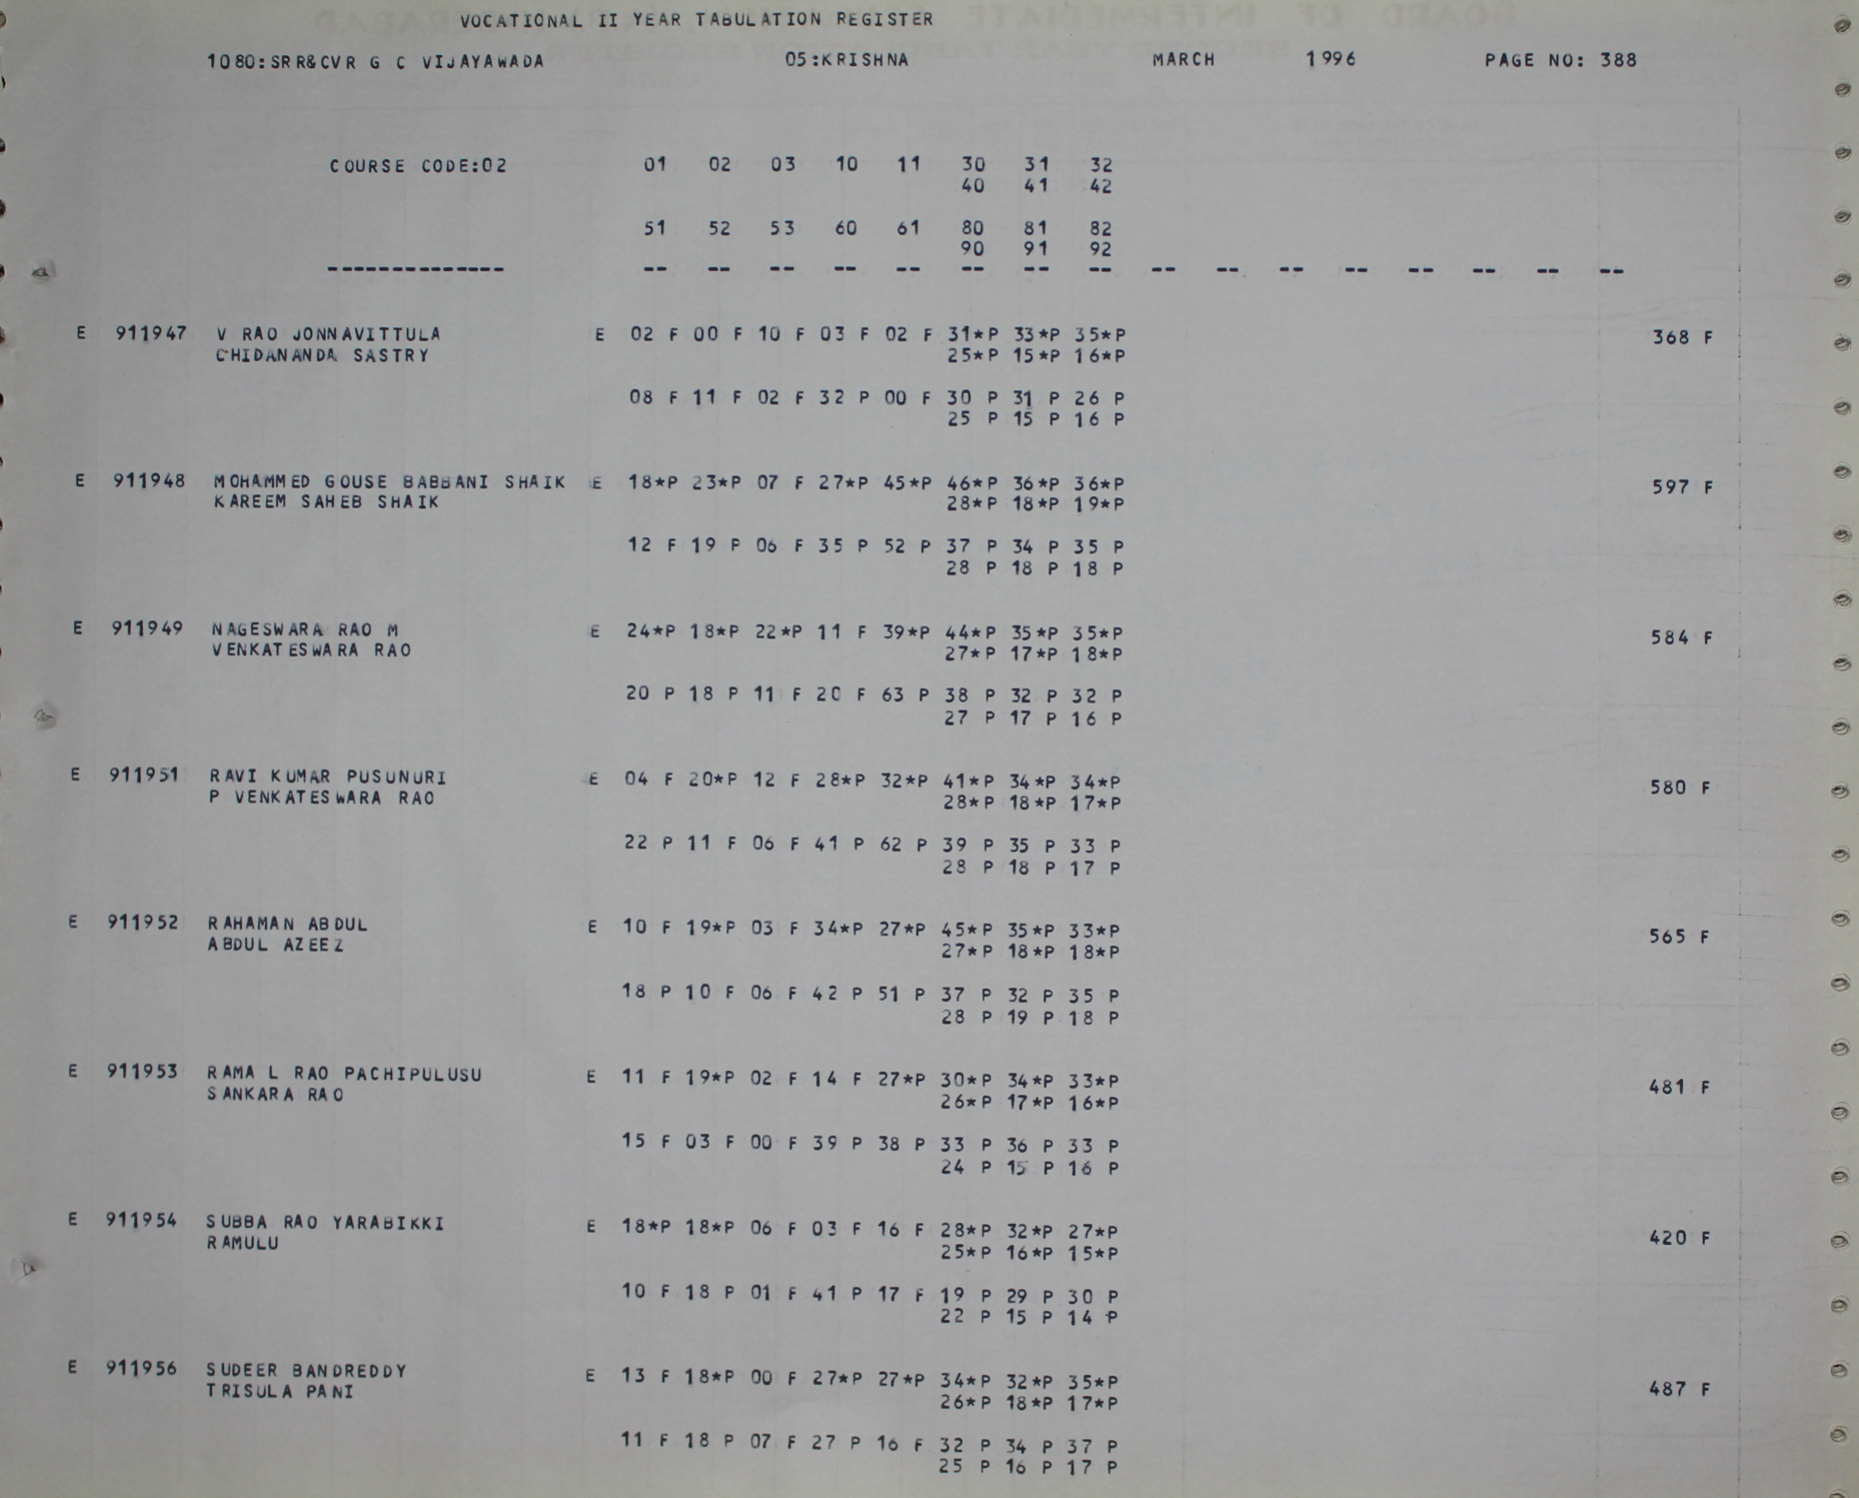 VOCATIONAL II YEAR TABULATION REGISTER
1080:SRR&CVR G C VIJAYAWADA 05:KRISHNA MARCH 1996 PAGE NO: 388
COURSE CODE:02 01 02 03 10 11 30 31 32
40 41 42
51 52 53 60 61 80 81 82
90 91 92
-------------- -- -- -- -- -- -- -- -- -- -- -- -- -- -- -- --
E 911947 V RAO JONNAVITTULA E 02 F 00 F 10 F 03 F 02 F 31*P 33*P 35*P 368 F
CHIDANANDA SASTRY 25*P 15*P 16*P
08 F 11 F 02 F 32 P 00 F 30 P 31 P 26 P
25 P 15 P 16 P
E 911948 MOHAMMED GOUSE BABBANI SHAIK E 18*P 23*P 07 F 27*P 45*P 46*P 36*P 36*P 597 F
KAREEM SAHEB SHAIK 28*P 18*P 19*P
12 F 19 P 06 F 35 P 52 P 37 P 34 P 35 P
28 P 18 P 18 P
E 911949 NAGESWARA RAO M E 24*P 18*P 22*P 11 F 39*P 44*P 35*P 35*P 584 F
VENKATESWARA RAO 27*P 17*P 18*P
20 P 18 P 11 F 20 F 63 P 38 P 32 P 32 P
27 P 17 P 16 P
E 911951 RAVI KUMAR PUSUNURI E 04 F 20*P 12 F 28*P 32*P 41*P 34*P 34*P 580 F
P VENKATESWARA RAO 28*P 18*P 17*P
22 P 11 F 06 F 41 P 62 P 39 P 35 P 33 P
28 P 18 P 17 P
E 911952 RAHAMAN ABDUL E 10 F 19*P 03 F 34*P 27*P 45*P 35*P 33*P 565 F
ABDUL AZEEZ 27*P 18*P 18*P
18 P 10 F 06 F 42 P 51 P 37 P 32 P 35 P
28 P 19 P 18 P
E 911953 RAMA L RAO PACHIPULUSU E 11 F 19*P 02 F 14 F 27*P 30*P 34*P 33*P 481 F
SANKARA RAO 26*P 17*P 16*P
15 F 03 F 00 F 39 P 38 P 33 P 36 P 33 P
24 P 15 P 16 P
E 911954 SUBBA RAO YARABIKKI E 18*P 18*P 06 F 03 F 16 F 28*P 32*P 27*P 420 F
RAMULU 25*P 16*P 15*P
10 F 18 P 01 F 41 P 17 F 19 P 29 P 30 P
22 P 15 P 14 P
E 911956 SUDEER BANDREDDY E 13 F 18*P 00 F 27*P 27*P 34*P 32*P 35*P 487 F
TRISULA PANI 26*P 18*P 17*P
11 F 18 P 07 F 27 P 16 F 32 P 34 P 37 P
25 P 16 P 17 P